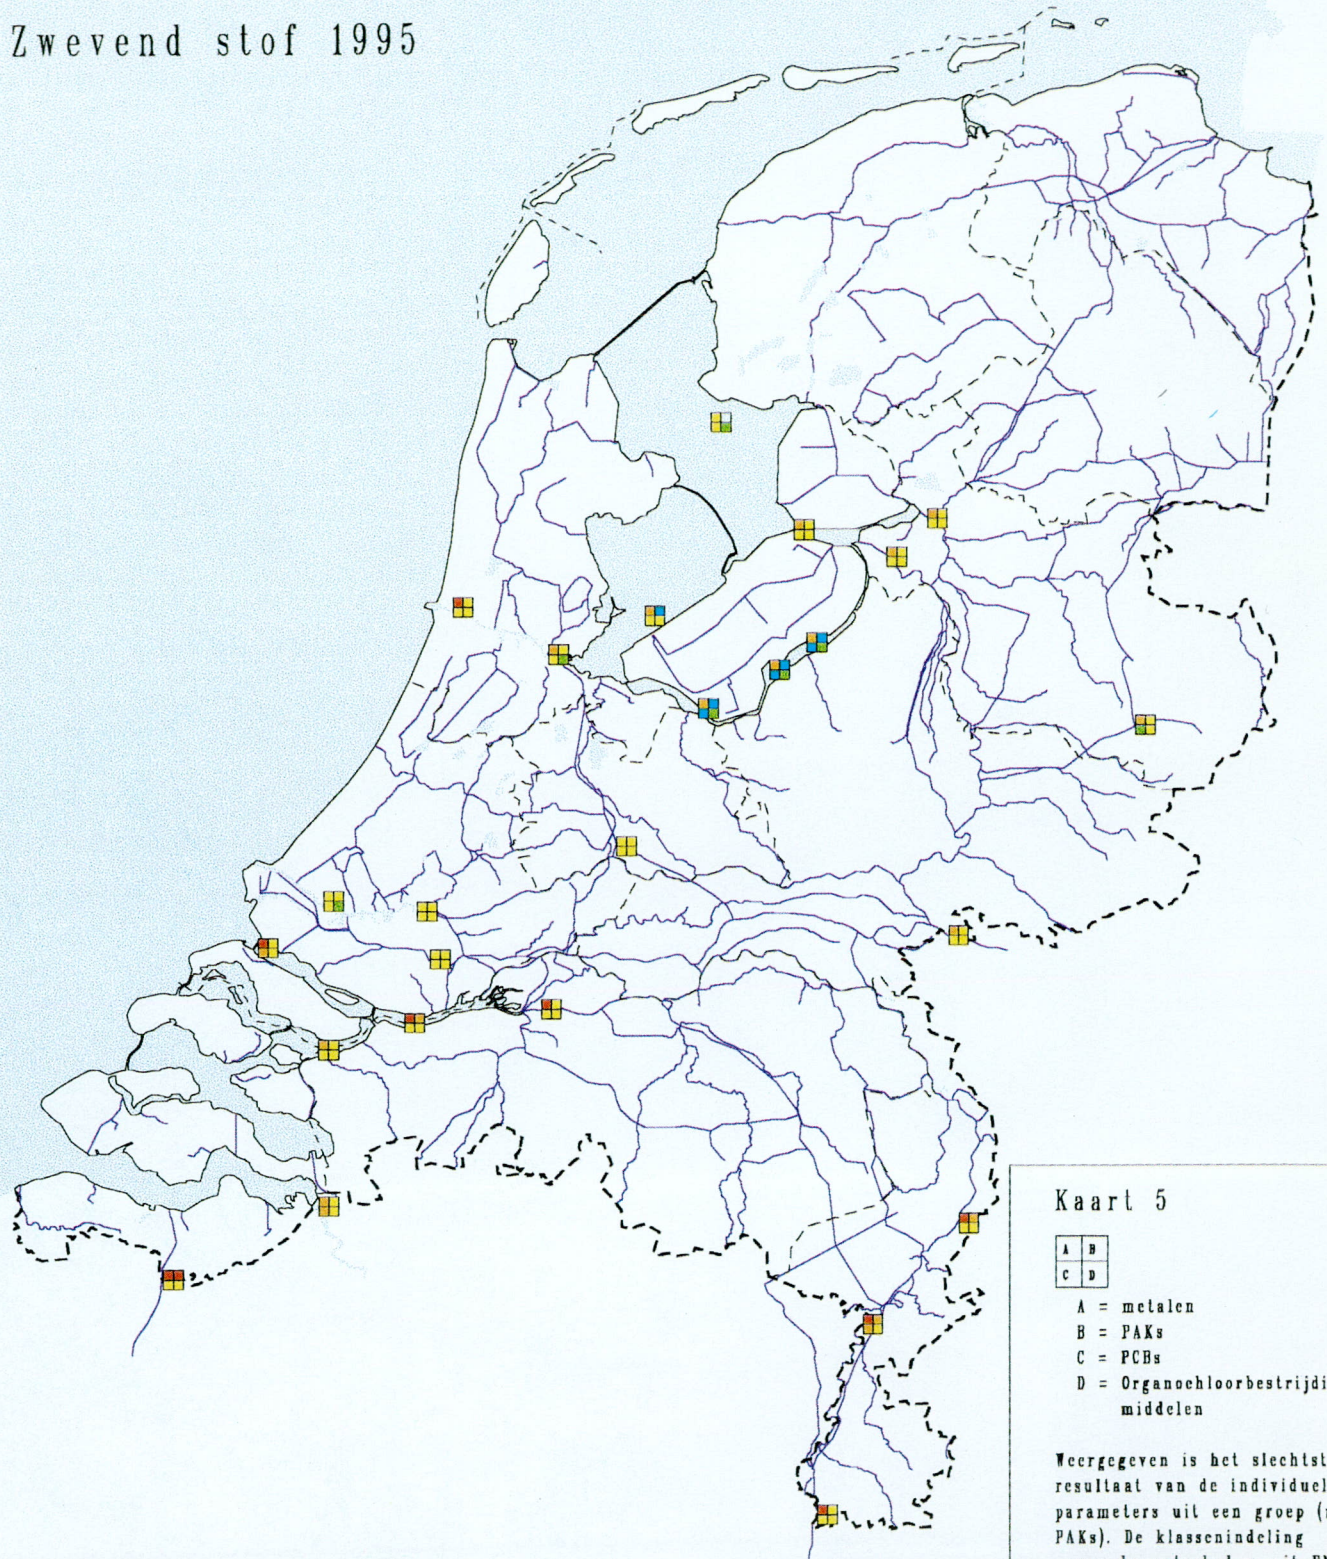 Zwevend stof 1995
Kaart 5
A B
C D
A = metalen
B = PAKs
C = PCBs
D = Organochloorbestrijdi
middelen
Weergegeven is het slechtst
resultaat van de individuel
parameters uit een groep (
PAKs). De klassenindeling